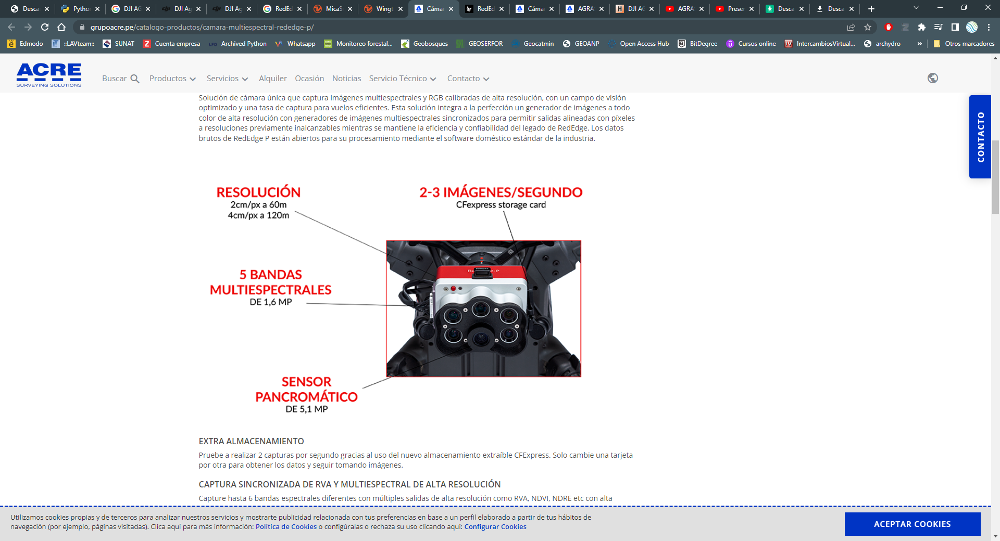 Descar
Python
DJI AG
DJI Ag
DJI Ag
RedEd
MicaS
Wingt
Cámar
RedEd
Cámar
AGRA
DJI AG
AGRA
Presen
Desca
Desca
grupoacre.pe/catalogo-productos/camara-multiespectral-rededge-p/
Edmodo
::LAVteam::
SUNAT
Cuenta empresa
Archived Python
Whatsapp
Monitoreo forestal...
Geobosques
GEOSERFOR
Geocatmin
GEOANP
Open Access Hub
BitDegree
Cursos online
IntercambiosVirtual...
archydro
»
Otros marcadores
ACRE
SURVEYING SOLUTIONS
Buscar
Productos
Servicios
Alquiler
Ocasión
Noticias
Servicio Técnico
Contacto
CONTACTO
Solución de cámara única que captura imágenes multiespectrales y RGB calibradas de alta resolución, con un campo de visión
optimizado y una tasa de captura para vuelos eficientes. Esta solución integra a la perfección un generador de imágenes a todo
color de alta resolución con generadores de imágenes multiespectrales sincronizados para permitir salidas alineadas con píxeles
a resoluciones previamente inalcanzables mientras se mantiene la eficiencia y confiabilidad del legado de RedEdge. Los datos
brutos de RedEdge P están abiertos para su procesamiento mediante el software doméstico estándar de la industria.
RESOLUCIÓN
2cm/px a 60m
4cm/px a 120m
2-3 IMÁGENES/SEGUNDO
CFexpress storage card
5 BANDAS
MULTIESPECTRALES
DE 1,6 MP
SENSOR
PANCROMÁTICO
DE 5,1 MP
EXTRA ALMACENAMIENTO
Pruebe a realizar 2 capturas por segundo gracias al uso del nuevo almacenamiento extraíble CFExpress. Solo cambie una tarjeta
por otra para obtener los datos y seguir tomando imágenes.
CAPTURA SINCRONIZADA DE RVA Y MULTIESPECTRAL DE ALTA RESOLUCIÓN
Capture hasta 6 bandas espectrales diferentes con múltiples salidas de alta resolución como RVA, NDVI, NDRE etc con alta
Utilizamos cookies propias y de terceros para analizar nuestros servicios y mostrarte publicidad relacionada con tus preferencias en base a un perfil elaborado a partir de tus hábitos de
navegación (por ejemplo, páginas visitadas). Clica aquí para más información: Política de Cookies o configúralas o rechaza su uso clicando aquí: Configurar Cookies
ACEPTAR COOKIES